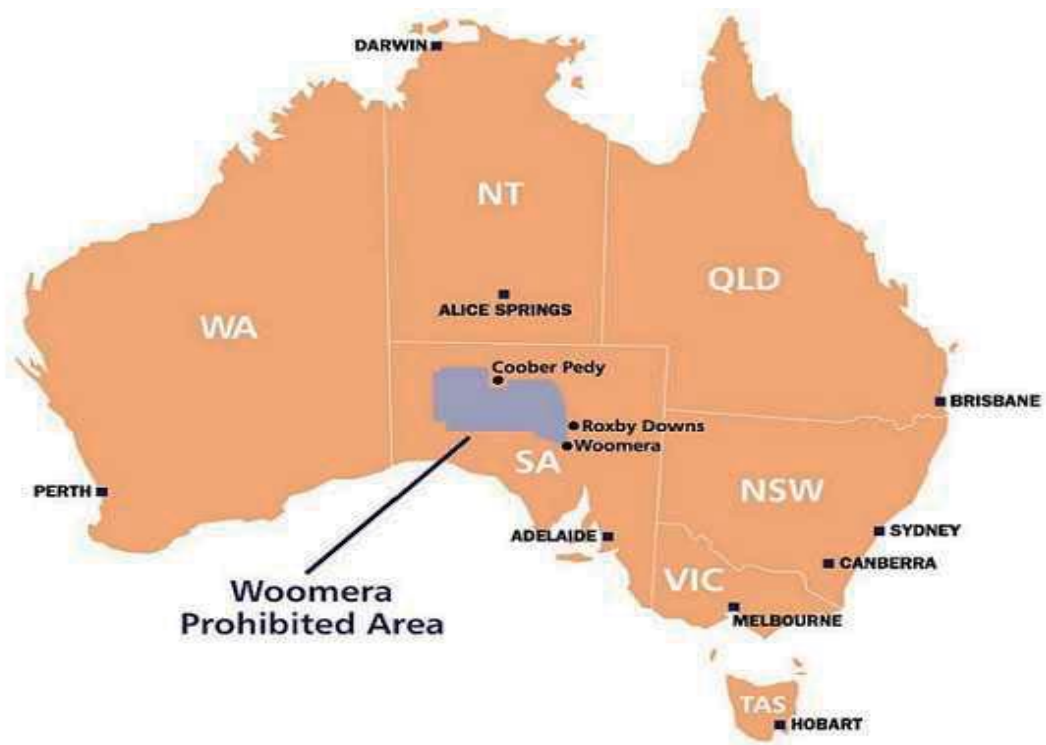 DARWIN
NT
QLD
ALICE SPRINGS
WA
Coober Pedy
BRISBANE
Roxby Downs
Woomera
SA
PERTH
NSW
SYDNEY
ADELAIDE
CANBERRA
VIC
Woomera
Prohibited Area
MELBOURNE
TAS
HOBART